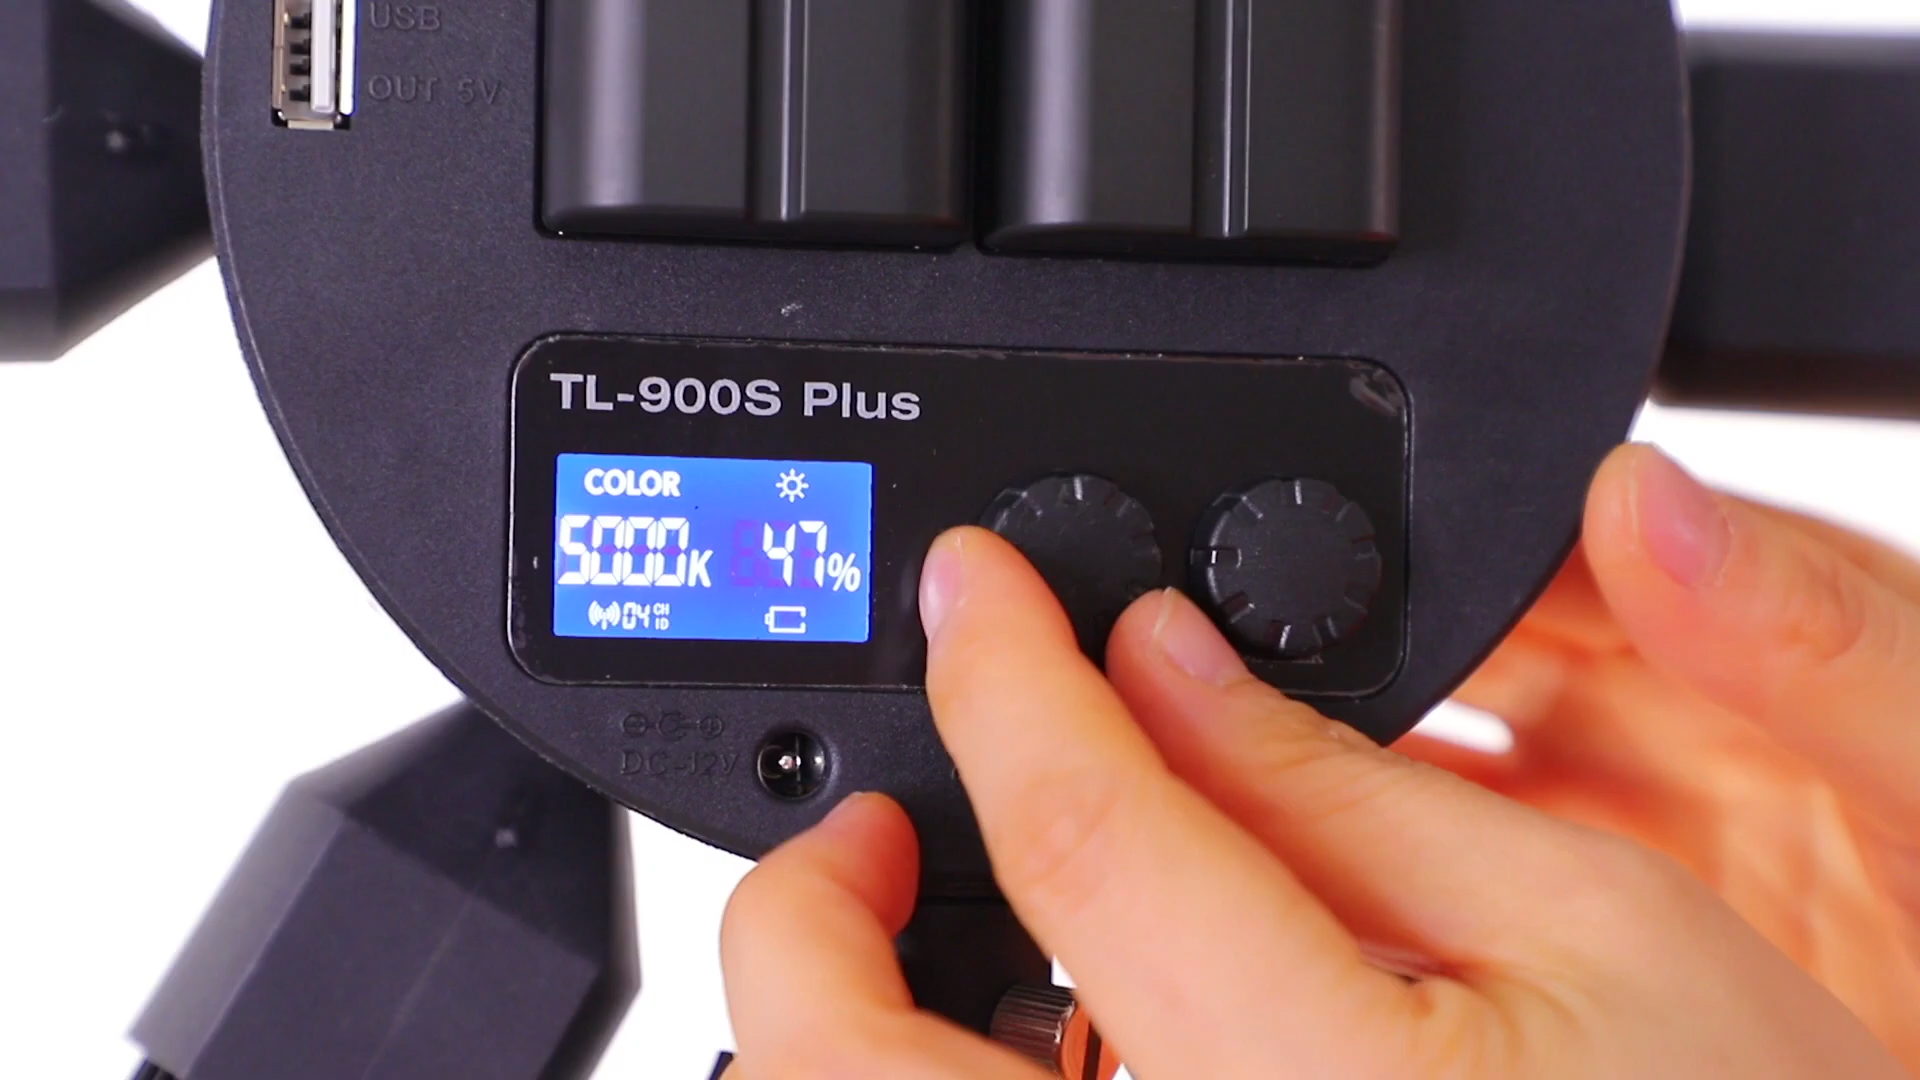 USB
OUT 5V
TL-900S Plus
COLOR
5000K 47%
04 CH ID
DC-12V